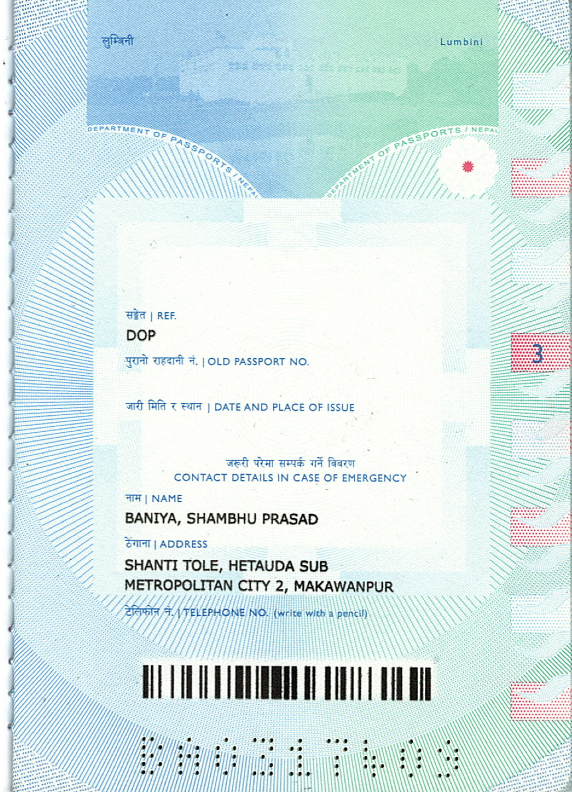 लुम्बिनी Lumbini
DEPARTMENT OF PASSPORTS / NEPAL DEPARTMENT OF PASSPORTS / NEPAL
सङ्केत | REF.
DOP
पुरानो राहदानी नं. | OLD PASSPORT NO.
3
जारी मिति र स्थान | DATE AND PLACE OF ISSUE
जरूरी परेमा सम्पर्क गर्ने विवरण
CONTACT DETAILS IN CASE OF EMERGENCY
नाम | NAME
BANIYA, SHAMBHU PRASAD
ठेगाना | ADDRESS
SHANTI TOLE, HETAUDA SUB
METROPOLITAN CITY 2, MAKAWANPUR
टेलिफोन नं. | TELEPHONE NO. (write with a pencil)